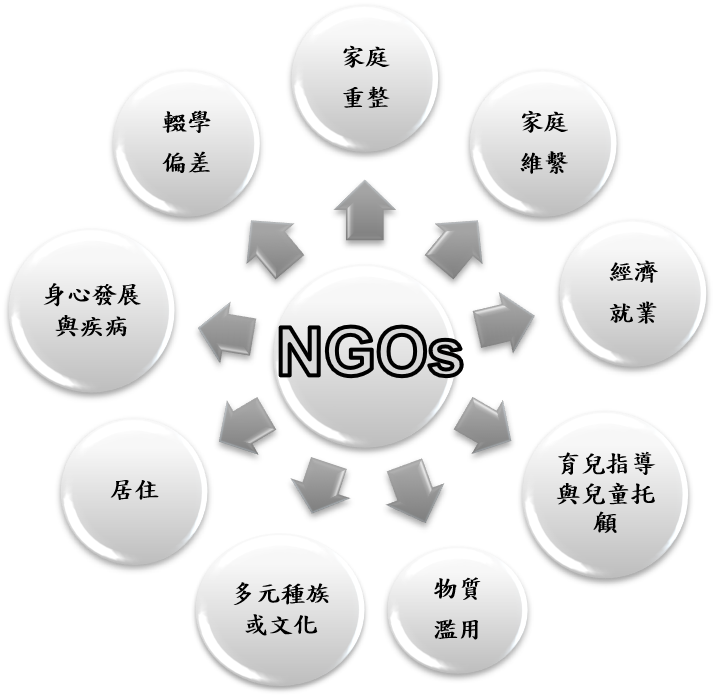 家庭
重整
家庭
維繫
經濟
就業
育兒指導
與兒童托
顧
物質
濫用
多元種族
或文化
居住
身心發展
與疾病
輟學
偏差
NGOs